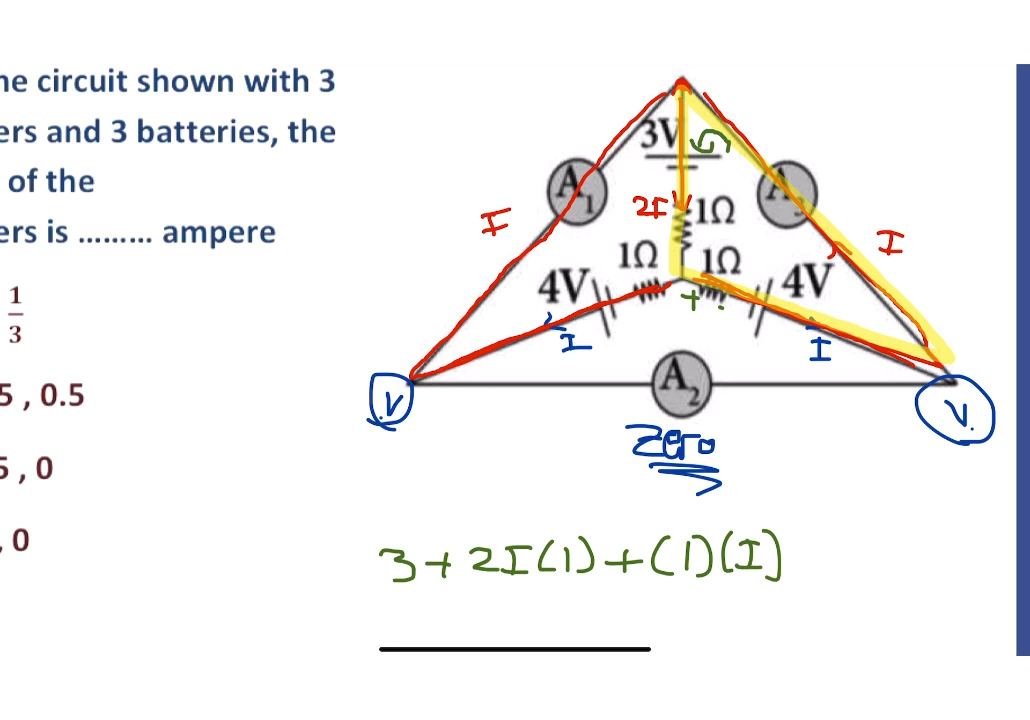 ne circuit shown with 3
ers and 3 batteries, the
of the
ers is ......... ampere
1
3
5 , 0.5
5 , 0
, 0
3V
A1
2I
1Ω
A3
I
I
1Ω
1Ω
4V
4V
+
I
I
V
A2
V
Zero
3+2I(1)+(1)(I)